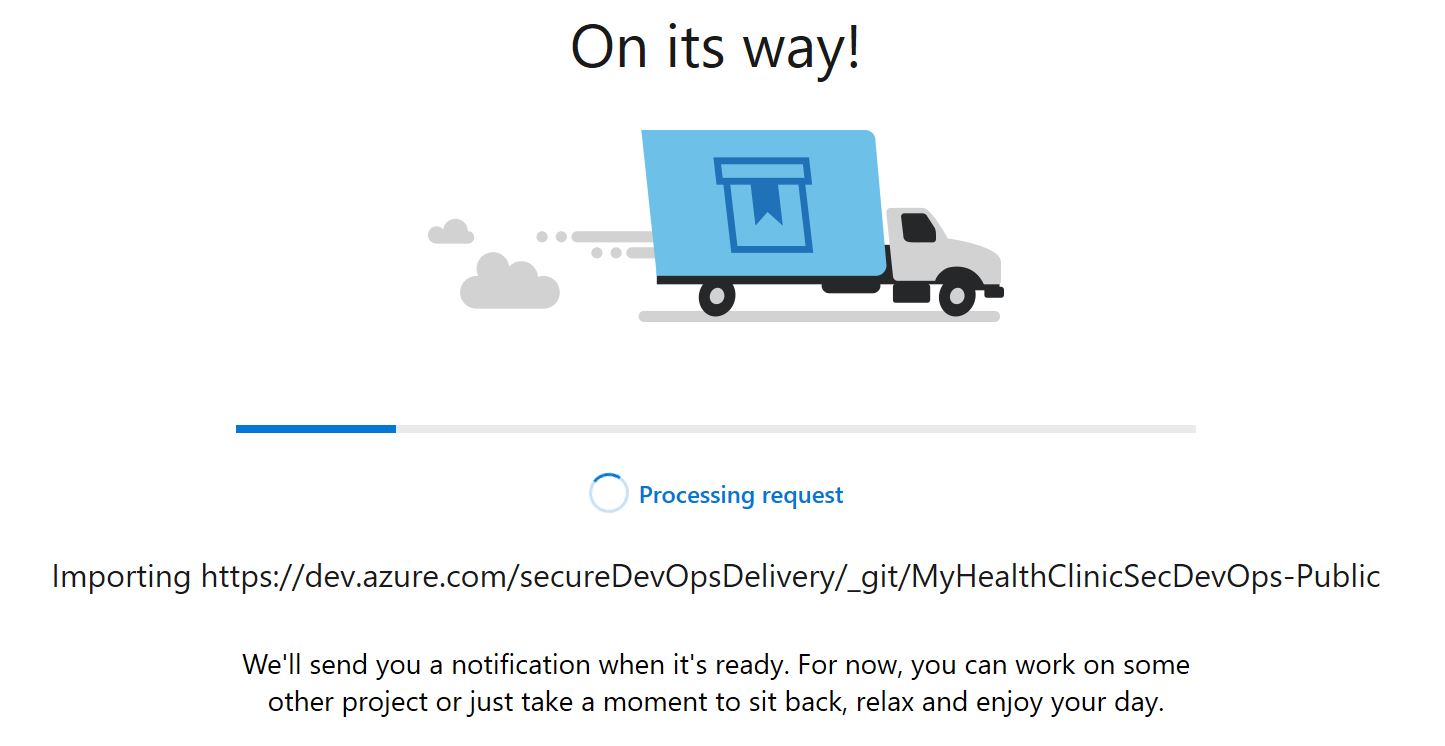 On its way!
Processing request
Importing https://dev.azure.com/secureDevOpsDelivery/_git/MyHealthClinicSecDevOps-Public
We'll send you a notification when it's ready. For now, you can work on some
other project or just take a moment to sit back, relax and enjoy your day.